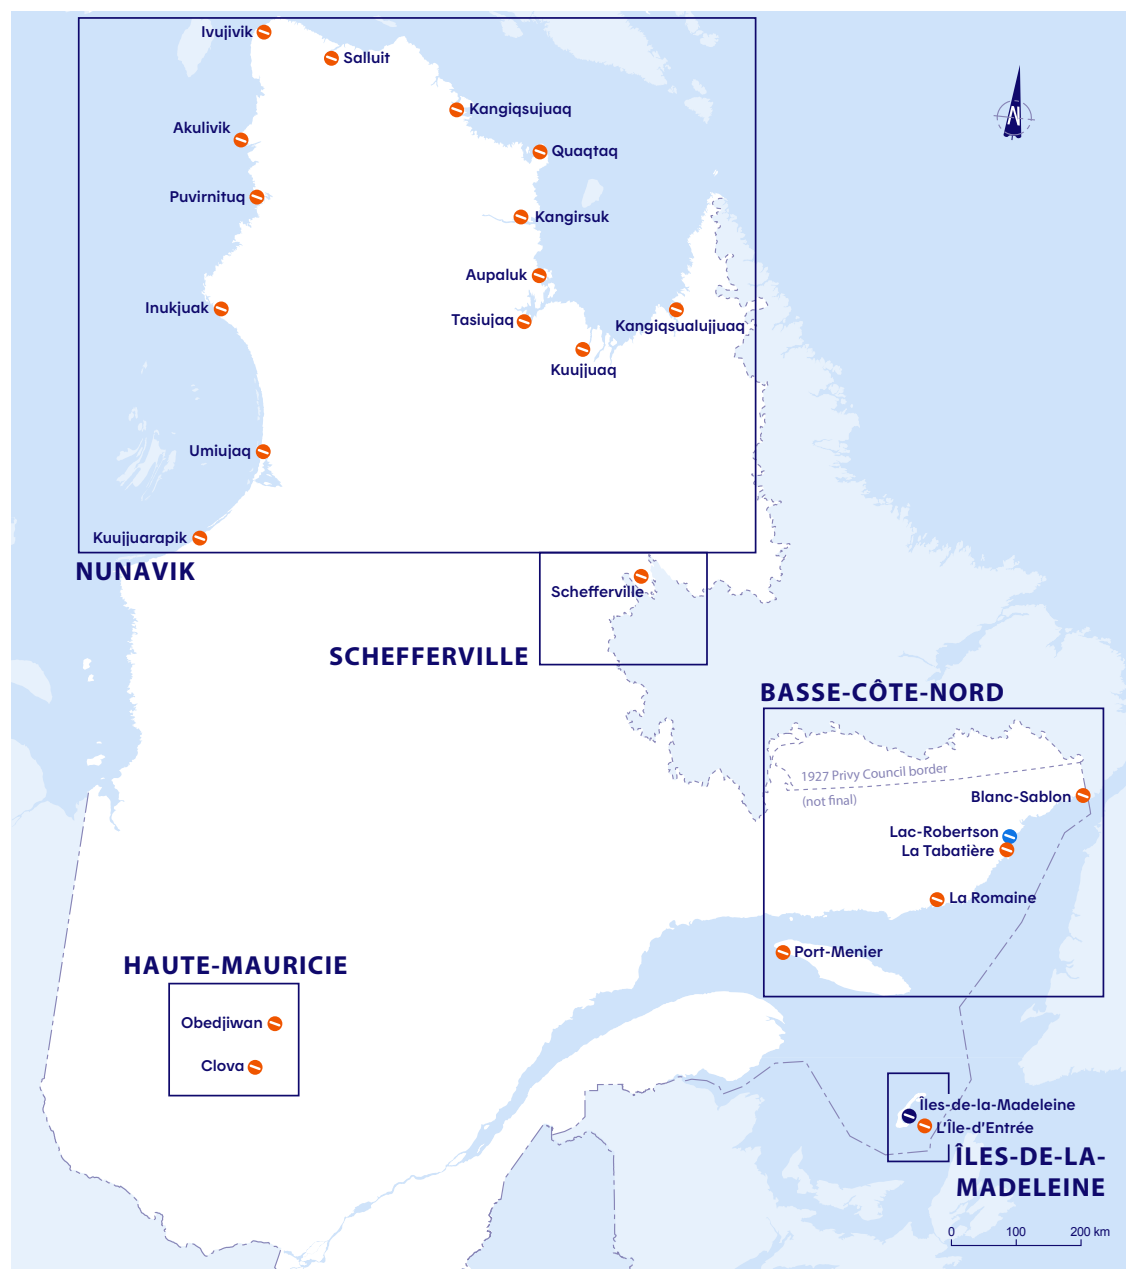 Ivujivik
Salluit
Kangiqsujuaq
Akulivik
Quaqtaq
Puvirnituq
Kangirsuk
Aupaluk
Inukjuak
Tasiujaq
Kangiqsualujjuaq
Kuujjuaq
Umiujaq
Kuujjuarapik
NUNAVIK
Schefferville
SCHEFFERVILLE
BASSE-CÔTE-NORD
1927 Privy Council border
(not final)
Blanc-Sablon
Lac-Robertson
La Tabatière
La Romaine
Port-Menier
HAUTE-MAURICIE
Obedjiwan
Clova
Îles-de-la-Madeleine
L'Île-d'Entrée
ÎLES-DE-LA-
MADELEINE
0 100 200 km
N